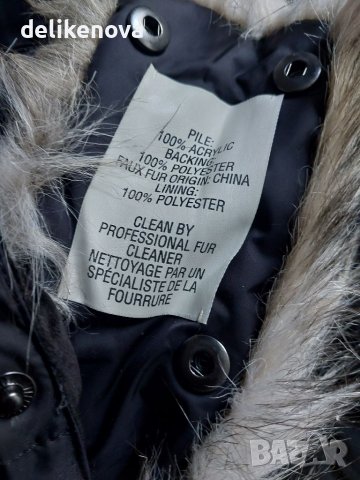 delikenova
PILE:
100% ACRYLIC
BACKING:
100% POLYESTER
FAUX FUR ORIGIN: CHINA
LINING:
100% POLYESTER
CLEAN BY
PROFESSIONAL FUR
CLEANER
NETTOYAGE PAR UN
SPÉCIALISTE DE LA
FOURRURE
BAZAR